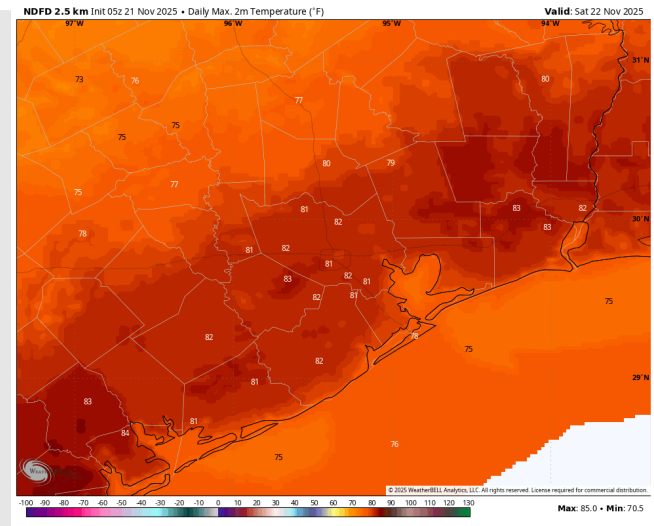 NDFD 2.5 km Init 05z 21 Nov 2025 • Daily Max. 2m Temperature (°F) Valid: Sat 22 Nov 2025
97°W 96°W 95°W 94°W
31°N
73 76 80
77
75
75
80 79
77
75
81 83 82 30°N
82 83
78
81 82
81
83 82 81
82 81 75
78
82 75
82 29°N
81
83
81
84
76
75
© 2025 WeatherBELL Analytics, LLC. All rights reserved. License required for commercial distribution.
-100 -90 -80 -70 -60 -50 -40 -30 -20 -10 0 10 20 30 40 50 60 70 80 90 100 110 120 130
Max: 85.0 • Min: 70.5